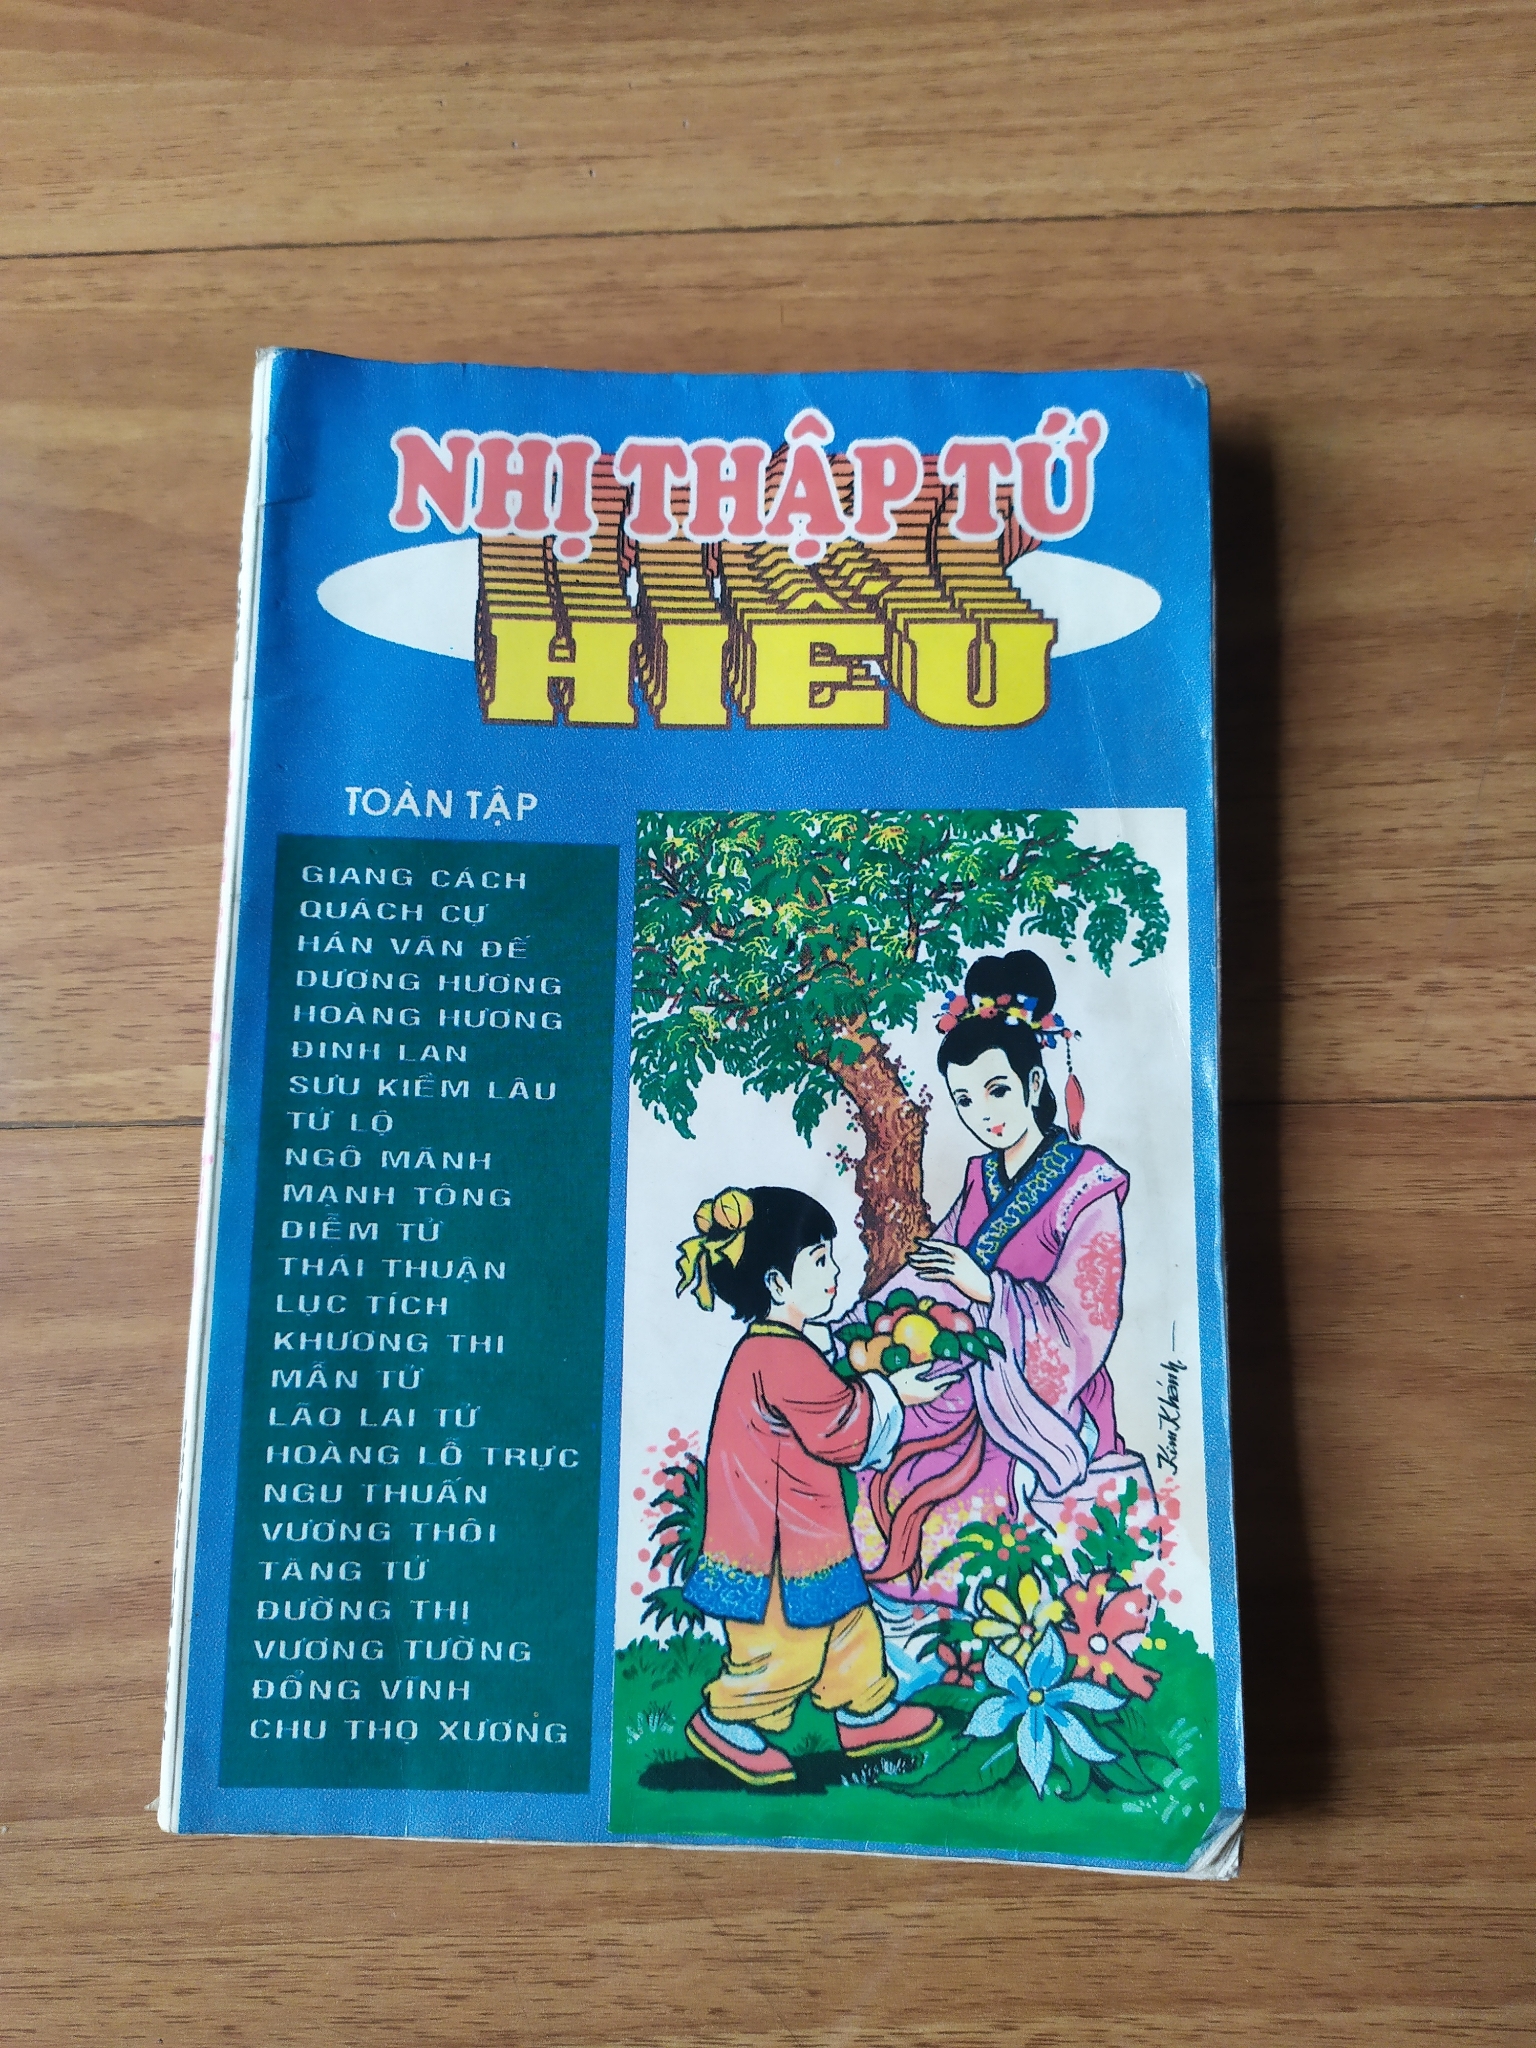 NHỊ THẬP TỨ
HIẾU
TOÀN TẬP
GIANG CÁCH
QUÁCH CỰ
HÁN VĂN ĐẾ
DƯƠNG HƯƠNG
HOÀNG HƯƠNG
ĐINH LAN
SƯU KIỀM LÂU
TỬ LỘ
NGÔ MÃNH
MẠNH TÔNG
DIỄM TỬ
THÁI THUẬN
LỤC TÍCH
KHƯƠNG THI
MẪN TỬ
LÃO LAI TỬ
HOÀNG LỖ TRỰC
NGU THUẤN
VƯƠNG THÔI
TĂNG TỬ
ĐƯỜNG THỊ
VƯƠNG TƯỜNG
ĐỔNG VĨNH
CHU THỌ XƯƠNG
Kim Khánh